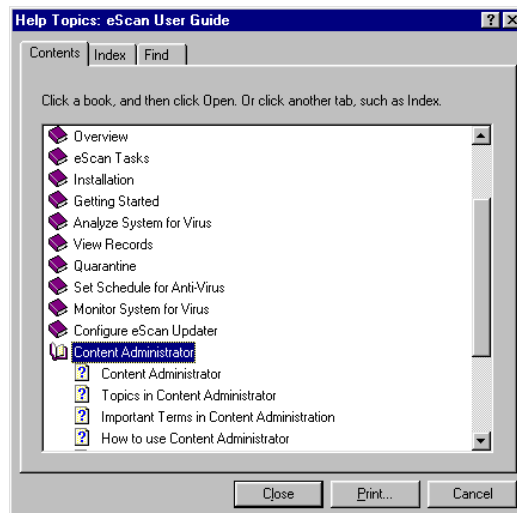 Help Topics: eScan User Guide
Contents
Index
Find
Click a book, and then click Open. Or click another tab, such as Index.
Overview
eScan Tasks
Installation
Getting Started
Analyze System for Virus
View Records
Quarantine
Set Schedule for Anti-Virus
Monitor System for Virus
Configure eScan Updater
Content Administrator
Content Administrator
Topics in Content Administrator
Important Terms in Content Administration
How to use Content Administrator
Close
Print...
Cancel